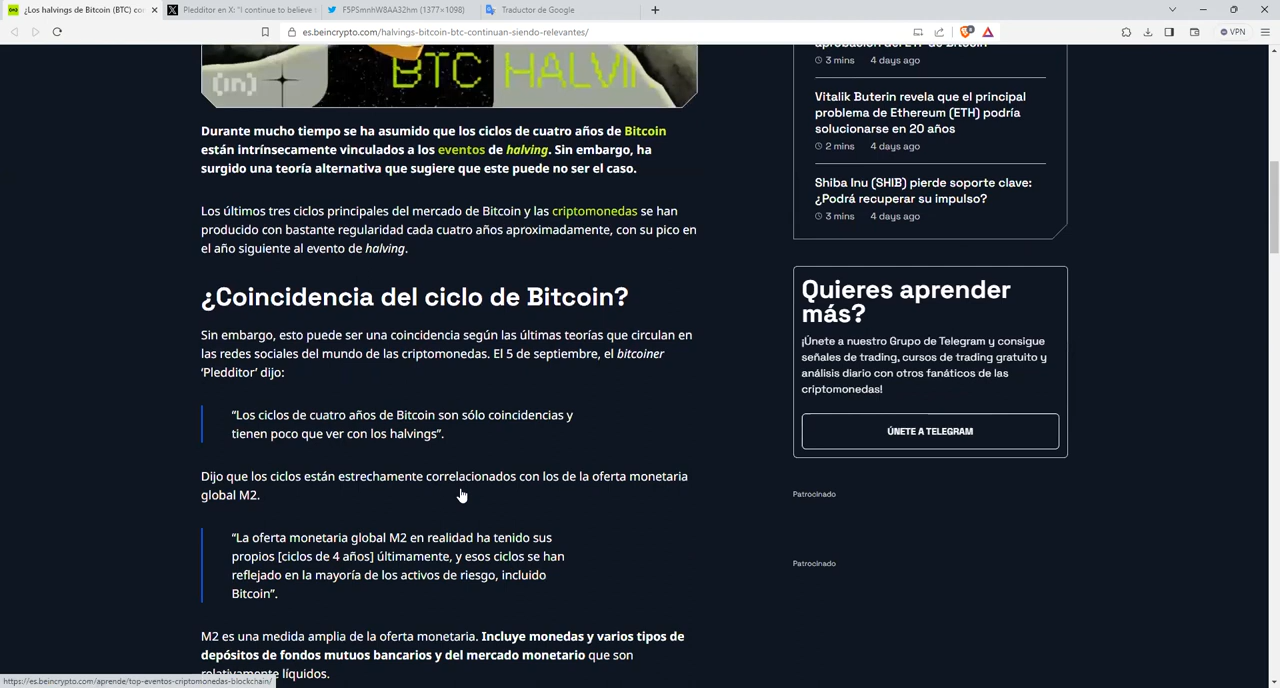 ¿Los halvings de Bitcoin (BTC) co
Pledditor en X: "I continue to believe
F5PSmnhW8AA32hm (1377×1098)
Traductor de Google
es.beincrypto.com/halvings-bitcoin-btc-continuan-siendo-relevantes/
VPN
BTC HALVIN
(in)
Durante mucho tiempo se ha asumido que los ciclos de cuatro años de Bitcoin
están intrínsecamente vinculados a los eventos de halving. Sin embargo, ha
surgido una teoría alternativa que sugiere que este puede no ser el caso.
Los últimos tres ciclos principales del mercado de Bitcoin y las criptomonedas se han
producido con bastante regularidad cada cuatro años aproximadamente, con su pico en
el año siguiente al evento de halving.
¿Coincidencia del ciclo de Bitcoin?
Sin embargo, esto puede ser una coincidencia según las últimas teorías que circulan en
las redes sociales del mundo de las criptomonedas. El 5 de septiembre, el bitcoiner
‘Pledditor’ dijo:
“Los ciclos de cuatro años de Bitcoin son sólo coincidencias y
tienen poco que ver con los halvings”.
Dijo que los ciclos están estrechamente correlacionados con los de la oferta monetaria
global M2.
“La oferta monetaria global M2 en realidad ha tenido sus
propios [ciclos de 4 años] últimamente, y esos ciclos se han
reflejado en la mayoría de los activos de riesgo, incluido
Bitcoin”.
M2 es una medida amplia de la oferta monetaria. Incluye monedas y varios tipos de
depósitos de fondos mutuos bancarios y del mercado monetario que son
relativamente líquidos.
aprobación del ETF de Bitcoin
3 mins 4 days ago
Vitalik Buterin revela que el principal
problema de Ethereum (ETH) podría
solucionarse en 20 años
2 mins 4 days ago
Shiba Inu (SHIB) pierde soporte clave:
¿Podrá recuperar su impulso?
3 mins 4 days ago
Quieres aprender
más?
¡Únete a nuestro Grupo de Telegram y consigue
señales de trading, cursos de trading gratuito y
análisis diario con otros fanáticos de las
criptomonedas!
ÚNETE A TELEGRAM
Patrocinado
Patrocinado
https://es.beincrypto.com/aprende/top-eventos-criptomonedas-blockchain/